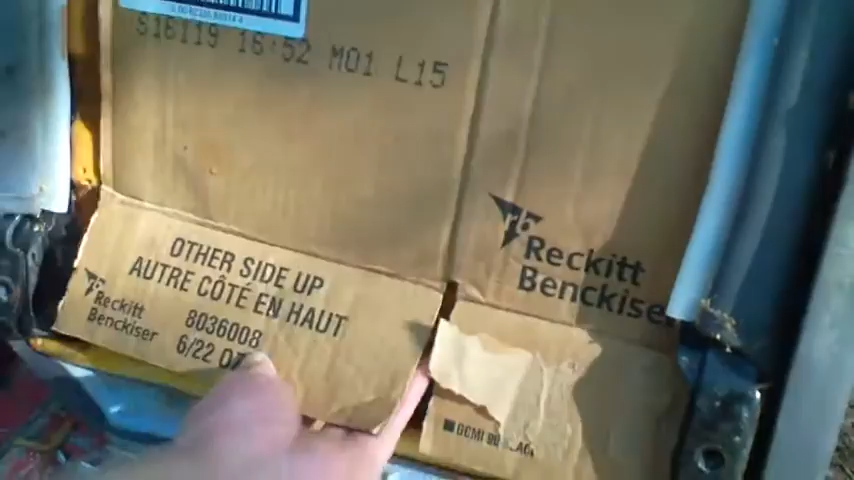 S16119 16:52 M01 L15
rb
Reckitt
Benckiser
OTHER SIDE UP
AUTRE CÔTÉ EN HAUT
Reckitt
Benckiser
8036008
6/22